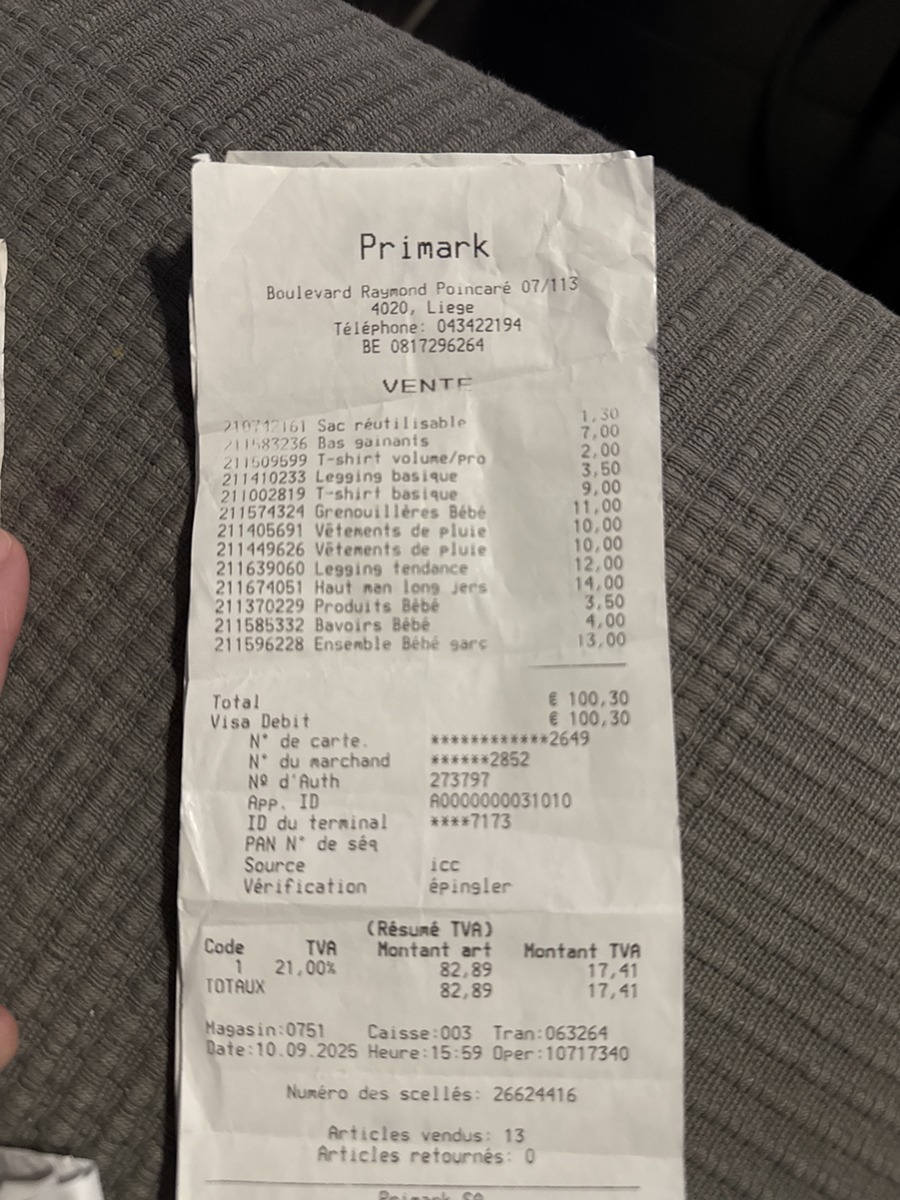 Primark
Boulevard Raymond Poincaré 07/113
4020, Liege
Téléphone: 043422194
BE 0817296264
VENTE
210747161 Sac réutilisable 1,30
211583236 Bas gainants 7,00
211509599 T-shirt volume/pro 2,00
211410233 Legging basique 3,50
211002819 T-shirt basique 9,00
211574324 Grenouillères Bébé 11,00
211405691 Vêtements de pluie 10,00
211449626 Vêtements de pluie 10,00
211639060 Legging tendance 12,00
211674051 Haut man long jers 14,00
211370229 Produits Bébé 3,50
211585332 Bavoirs Bébé 4,00
211596228 Ensemble Bébé garc 13,00
Total € 100,30
Visa Debit € 100,30
N° de carte. ************2649
N° du marchand ******2852
Nº d'Auth 273797
App. ID A0000000031010
ID du terminal ****7173
PAN N° de séq
Source icc
Vérification épingler
(Résumé TVA)
Code TVA Montant art Montant TVA
1 21,00% 82,89 17,41
TOTAUX 82,89 17,41
Magasin:0751 Caisse:003 Tran:063264
Date:10.09.2025 Heure:15:59 Oper:10717340
Numéro des scellés: 26624416
Articles vendus: 13
Articles retournés: 0
Primark SA